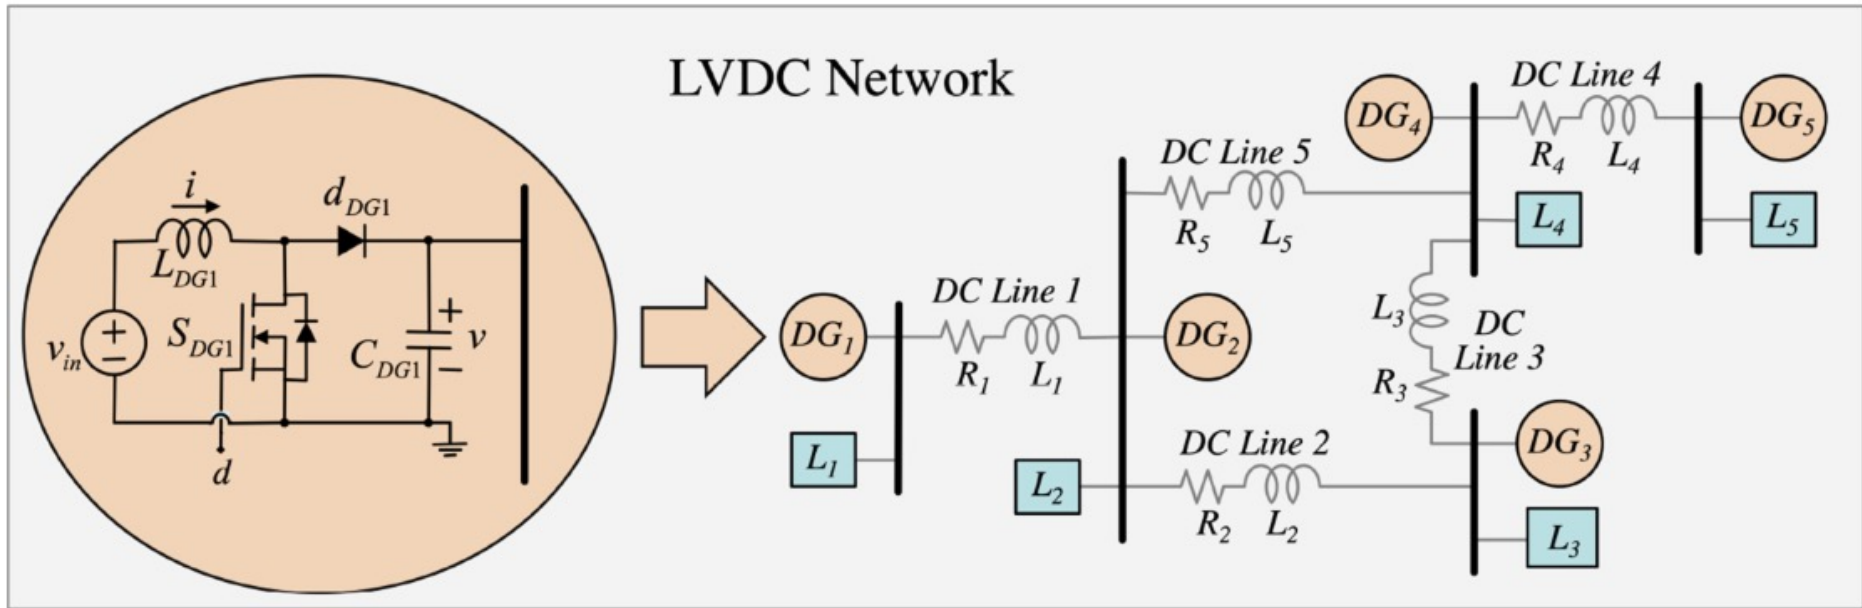 LVDC Network
i
d_DG1
L_DG1
v_in
+
−
S_DG1
C_DG1
+
v
−
d
DG_1
L_1
DC Line 1
R_1
L_1
DG_2
L_2
DC Line 5
R_5
L_5
DC Line 2
R_2
L_2
DG_4
DC Line 4
R_4
L_4
DG_5
L_4
L_5
L_3
DC
Line 3
R_3
DG_3
L_3